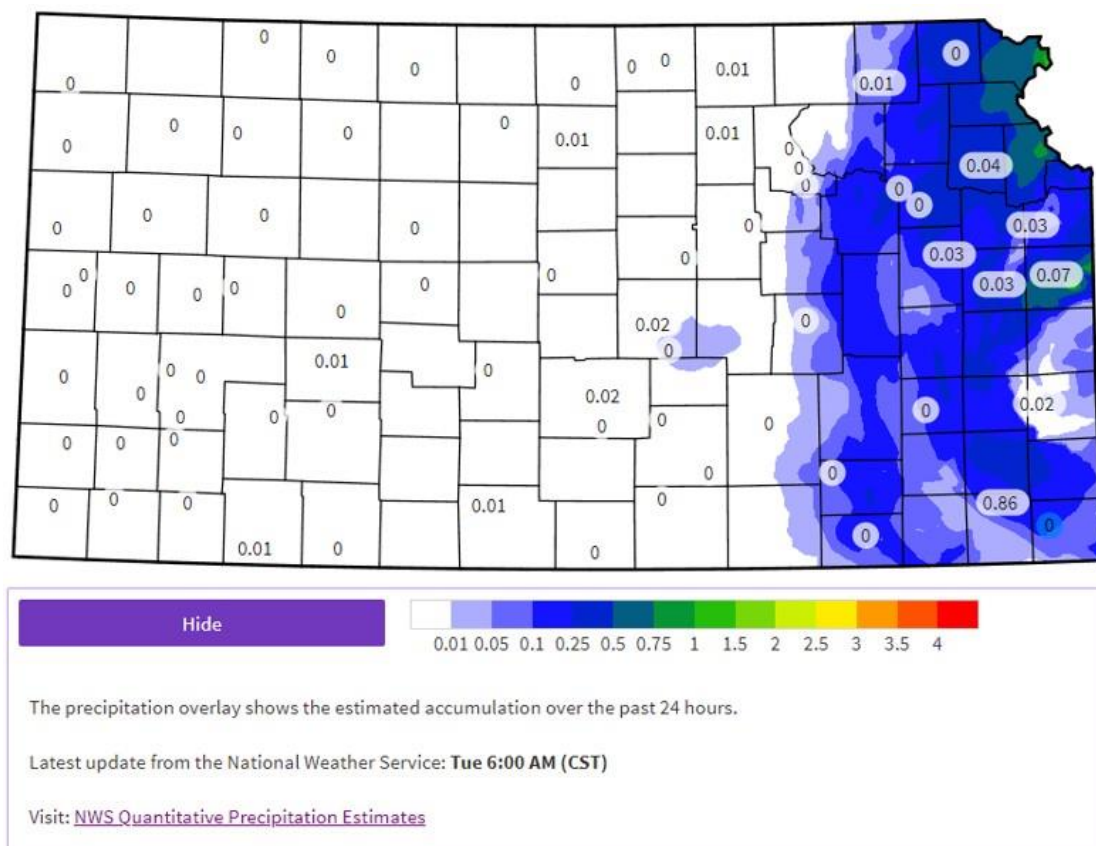 0 0 0 0 0 0.01 0
0 0 0 0.01
0 0 0 0 0 0.01 0.01 0
0 0.04
0 0
0 0 0 0 0 0.03
0 0.03
0 0 0 0 0 0 0 0.03 0.07
0 0.02 0
0.01 0
0 0 0 0 0
0 0 0 0.02 0 0 0 0.02
0 0 0 0 0
0 0 0 0.01 0 0.86
0 0
0.01 0 0
Hide
0.01 0.05 0.1 0.25 0.5 0.75 1 1.5 2 2.5 3 3.5 4
The precipitation overlay shows the estimated accumulation over the past 24 hours.
Latest update from the National Weather Service: Tue 6:00 AM (CST)
Visit: NWS Quantitative Precipitation Estimates